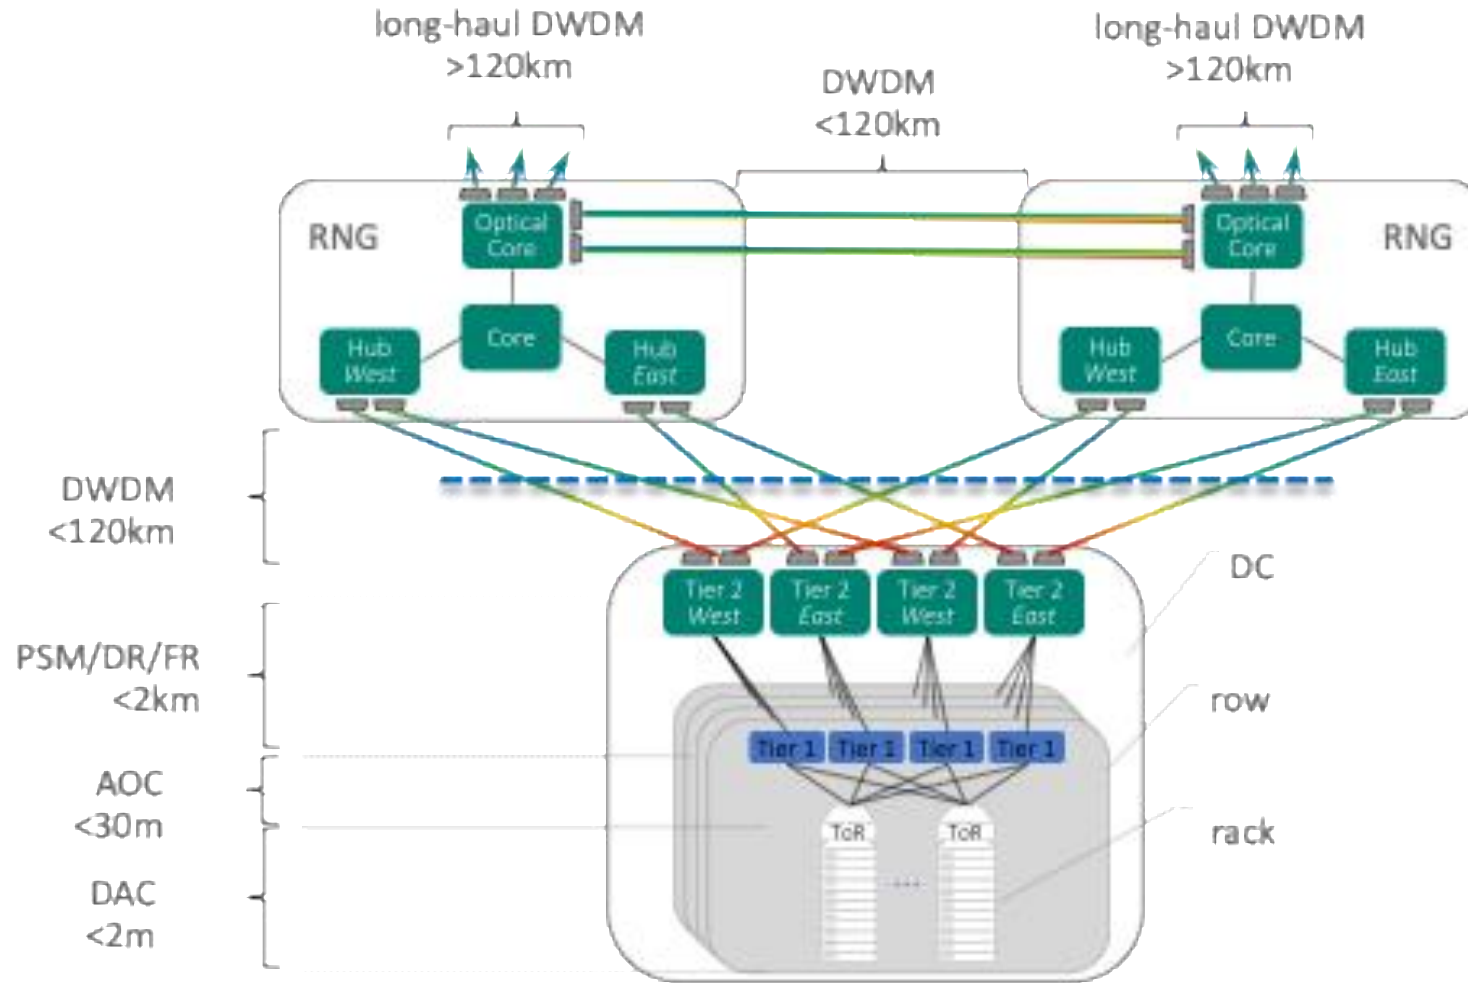 long-haul DWDM
>120km
DWDM
<120km
long-haul DWDM
>120km
RNG
Optical
Core
Core
Hub
West
Hub
East
Optical
Core
RNG
Core
Hub
West
Hub
East
DWDM
<120km
PSM/DR/FR
<2km
AOC
<30m
DAC
<2m
Tier 2
West
Tier 2
East
Tier 2
West
Tier 2
East
Tier 1
Tier 1
Tier 1
Tier 1
ToR
ToR
...
DC
row
rack